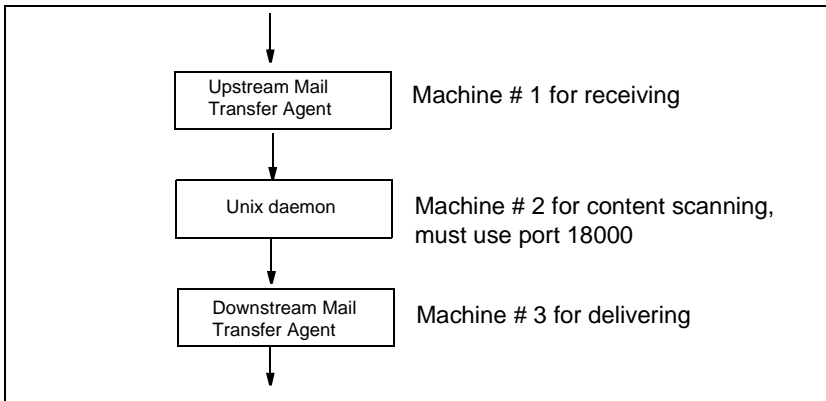 Upstream Mail
Transfer Agent
Machine # 1 for receiving
Unix daemon
Machine # 2 for content scanning,
must use port 18000
Downstream Mail
Transfer Agent
Machine # 3 for delivering